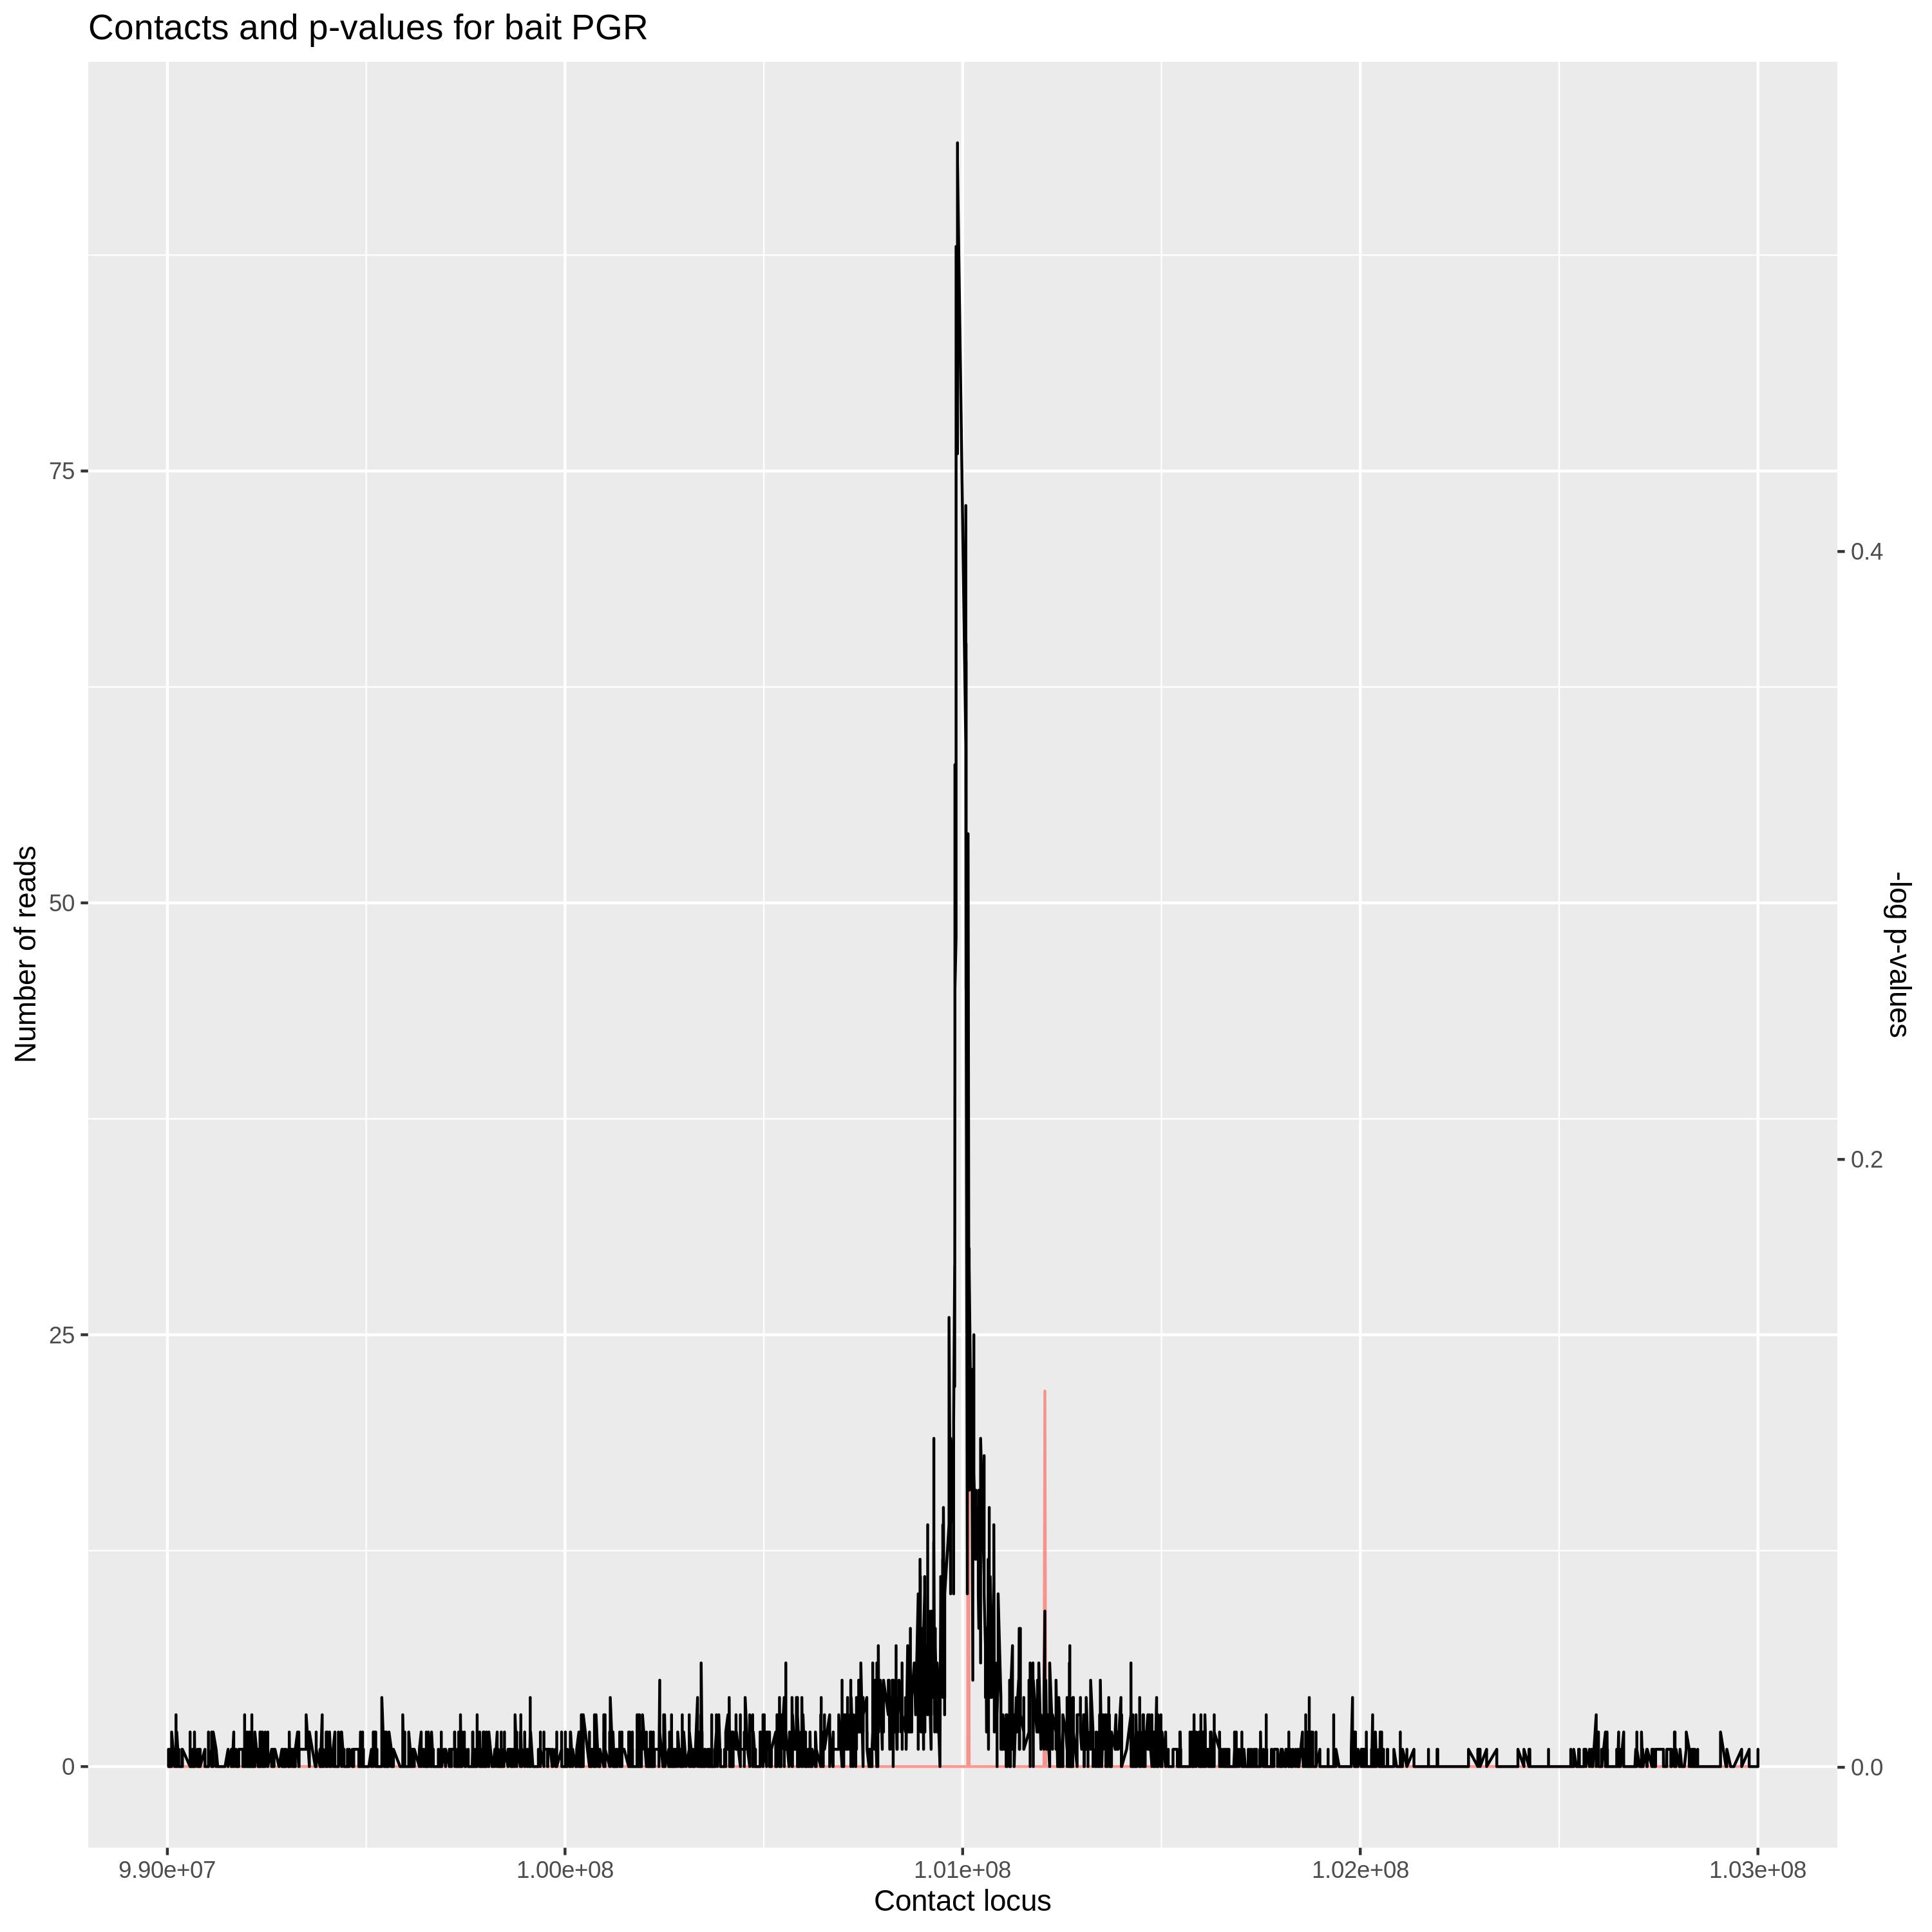 Contacts and p-values for bait PGR
75
50
25
0
Number of reads
0.4
0.2
0.0
-log p-values
9.90e+07
1.00e+08
1.01e+08
1.02e+08
1.03e+08
Contact locus